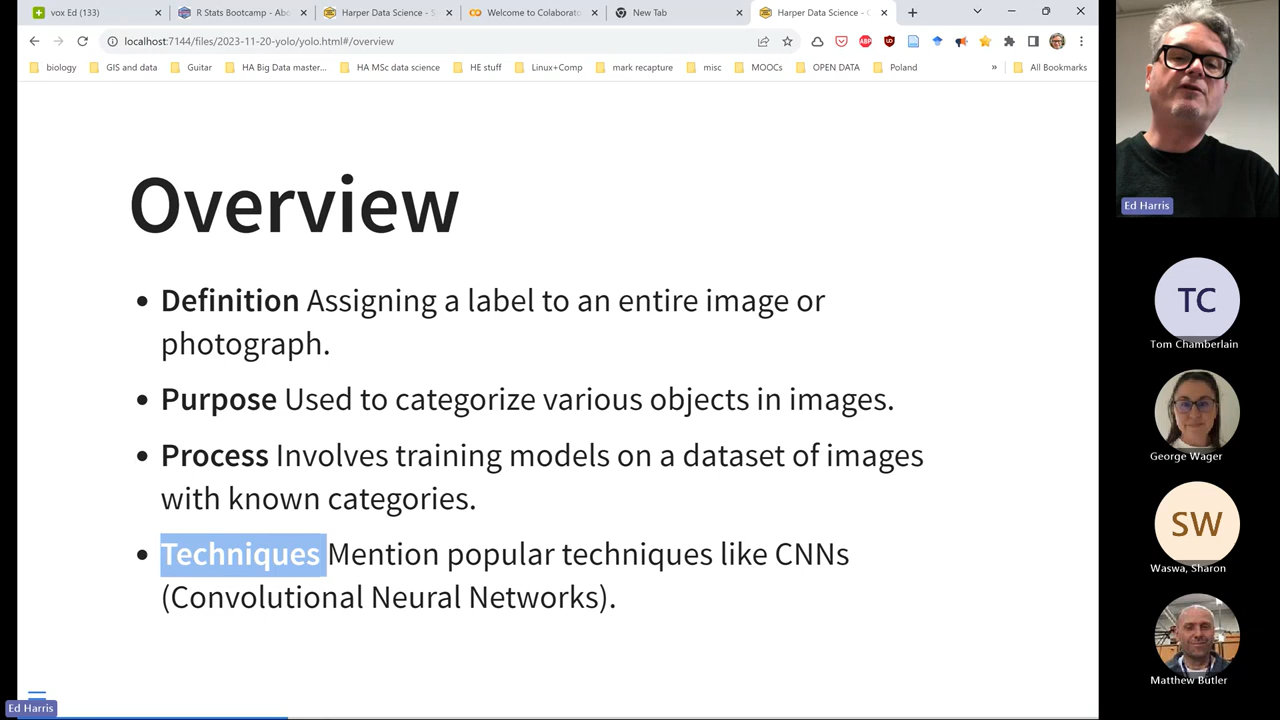 vox Ed (133)
R Stats Bootcamp - Abo
Harper Data Science - S
Welcome to Colaborato
New Tab
Harper Data Science - 
localhost:7144/files/2023-11-20-yolo/yolo.html#/overview
biology
GIS and data
Guitar
HA Big Data master...
HA MSc data science
HE stuff
Linux+Comp
mark recapture
misc
MOOCs
OPEN DATA
Poland
»
All Bookmarks
Overview
• Definition Assigning a label to an entire image or
photograph.
• Purpose Used to categorize various objects in images.
• Process Involves training models on a dataset of images
with known categories.
• Techniques Mention popular techniques like CNNs
(Convolutional Neural Networks).
Ed Harris
Ed Harris
TC
Tom Chamberlain
George Wager
SW
Waswa, Sharon
Matthew Butler